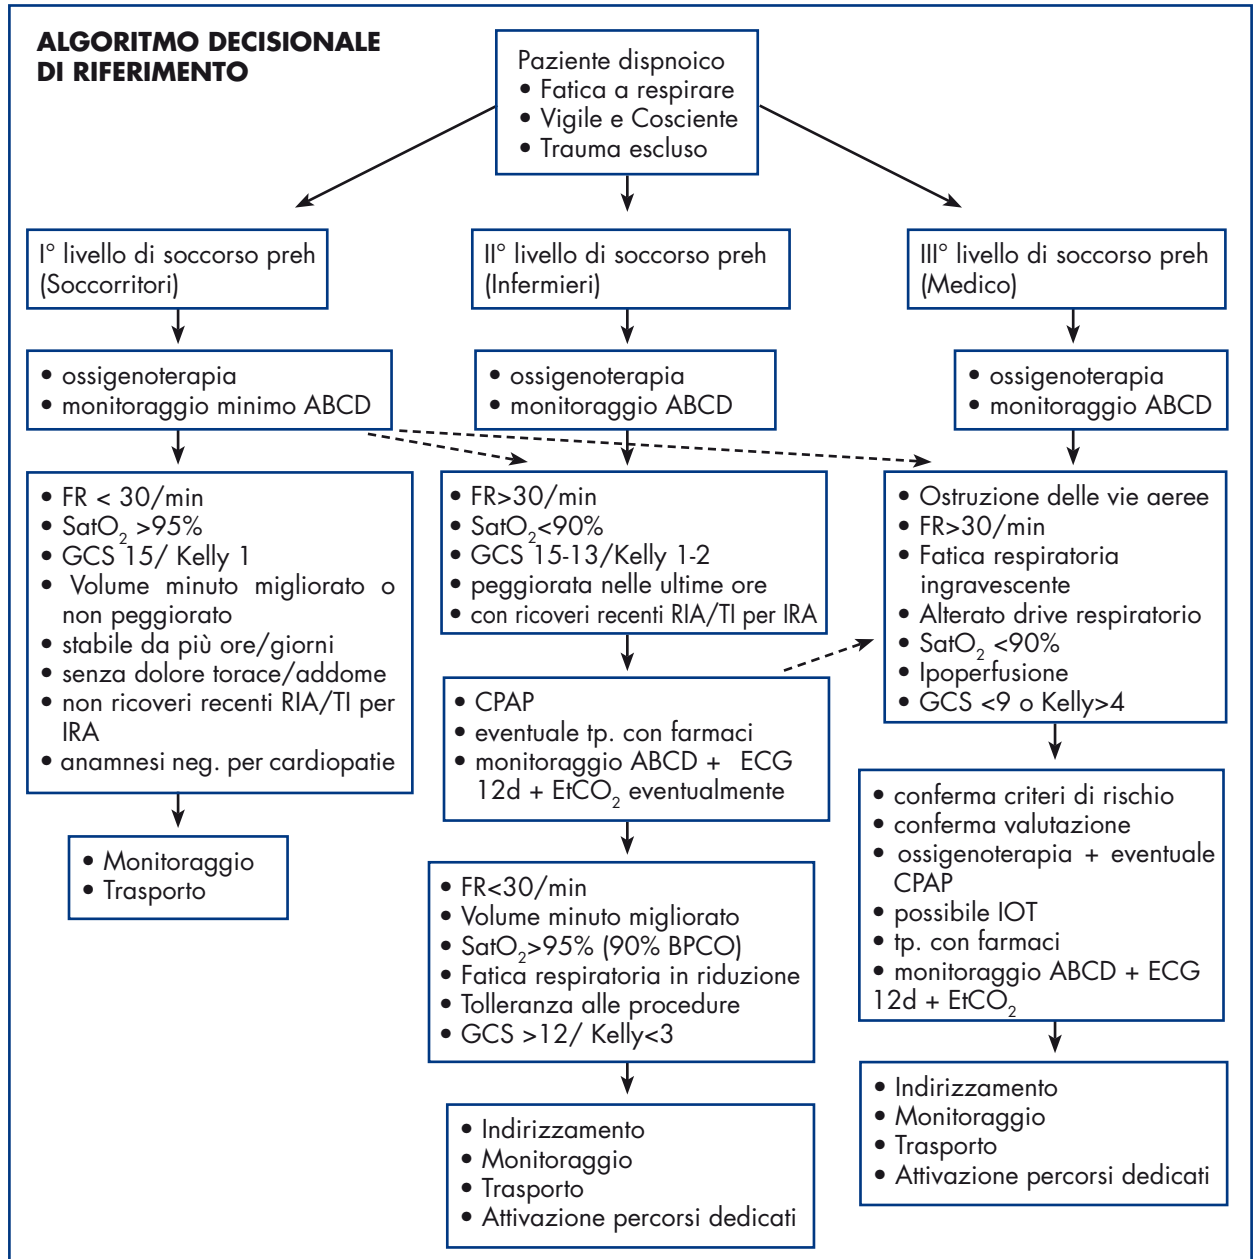 ALGORITMO DECISIONALE
DI RIFERIMENTO
Paziente dispnoico
• Fatica a respirare
• Vigile e Cosciente
• Trauma escluso
I° livello di soccorso preh
(Soccorritori)
II° livello di soccorso preh
(Infermieri)
III° livello di soccorso preh
(Medico)
• ossigenoterapia
• monitoraggio minimo ABCD
• ossigenoterapia
• monitoraggio ABCD
• ossigenoterapia
• monitoraggio ABCD
• FR < 30/min
• SatO₂ >95%
• GCS 15/ Kelly 1
• Volume minuto migliorato o
non peggiorato
• stabile da più ore/giorni
• senza dolore torace/addome
• non ricoveri recenti RIA/TI per
IRA
• anamnesi neg. per cardiopatie
• FR>30/min
• SatO₂<90%
• GCS 15-13/Kelly 1-2
• peggiorata nelle ultime ore
• con ricoveri recenti RIA/TI per IRA
• Ostruzione delle vie aeree
• FR>30/min
• Fatica respiratoria
ingravescente
• Alterato drive respiratorio
• SatO₂ <90%
• Ipoperfusione
• GCS <9 o Kelly>4
• CPAP
• eventuale tp. con farmaci
• monitoraggio ABCD + ECG
12d + EtCO₂ eventualmente
• Monitoraggio
• Trasporto
• conferma criteri di rischio
• conferma valutazione
• ossigenoterapia + eventuale
CPAP
• possibile IOT
• tp. con farmaci
• monitoraggio ABCD + ECG
12d + EtCO₂
• FR<30/min
• Volume minuto migliorato
• SatO₂>95% (90% BPCO)
• Fatica respiratoria in riduzione
• Tolleranza alle procedure
• GCS >12/ Kelly<3
• Indirizzamento
• Monitoraggio
• Trasporto
• Attivazione percorsi dedicati
• Indirizzamento
• Monitoraggio
• Trasporto
• Attivazione percorsi dedicati